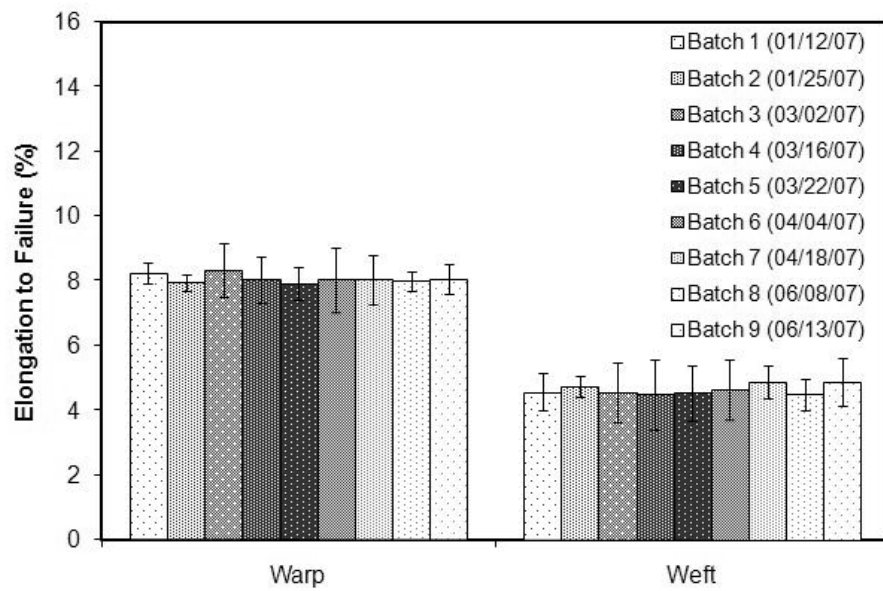 16
14
12
10
8
6
4
2
0
Elongation to Failure (%)
Batch 1 (01/12/07)
Batch 2 (01/25/07)
Batch 3 (03/02/07)
Batch 4 (03/16/07)
Batch 5 (03/22/07)
Batch 6 (04/04/07)
Batch 7 (04/18/07)
Batch 8 (06/08/07)
Batch 9 (06/13/07)
Warp
Weft